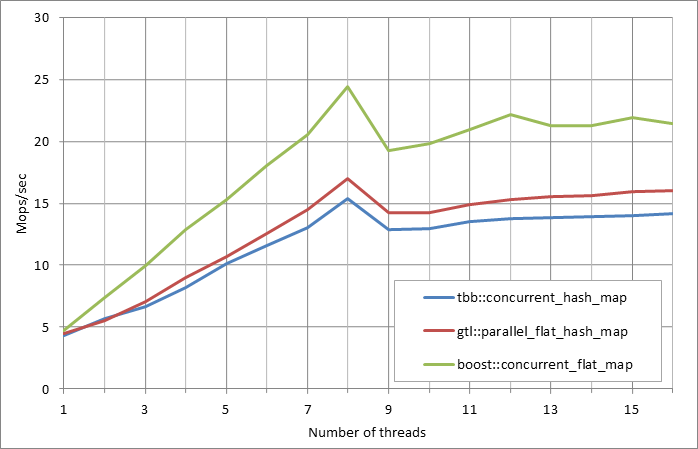 30
25
20
15
10
5
0
Mops/sec
1 3 5 7 9 11 13 15
Number of threads
tbb::concurrent_hash_map
gtl::parallel_flat_hash_map
boost::concurrent_flat_map